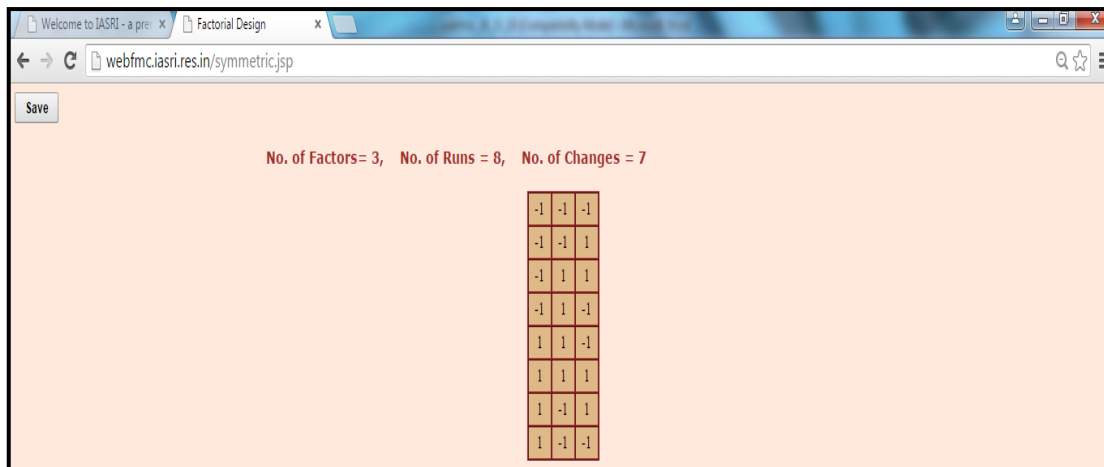 Welcome to IASRI - a pre
Factorial Design
webfmc.iasri.res.in/symmetric.jsp
Save
No. of Factors= 3, No. of Runs = 8, No. of Changes = 7
-1 -1 -1
-1 -1 1
-1 1 1
-1 1 -1
1 1 -1
1 1 1
1 -1 1
1 -1 -1